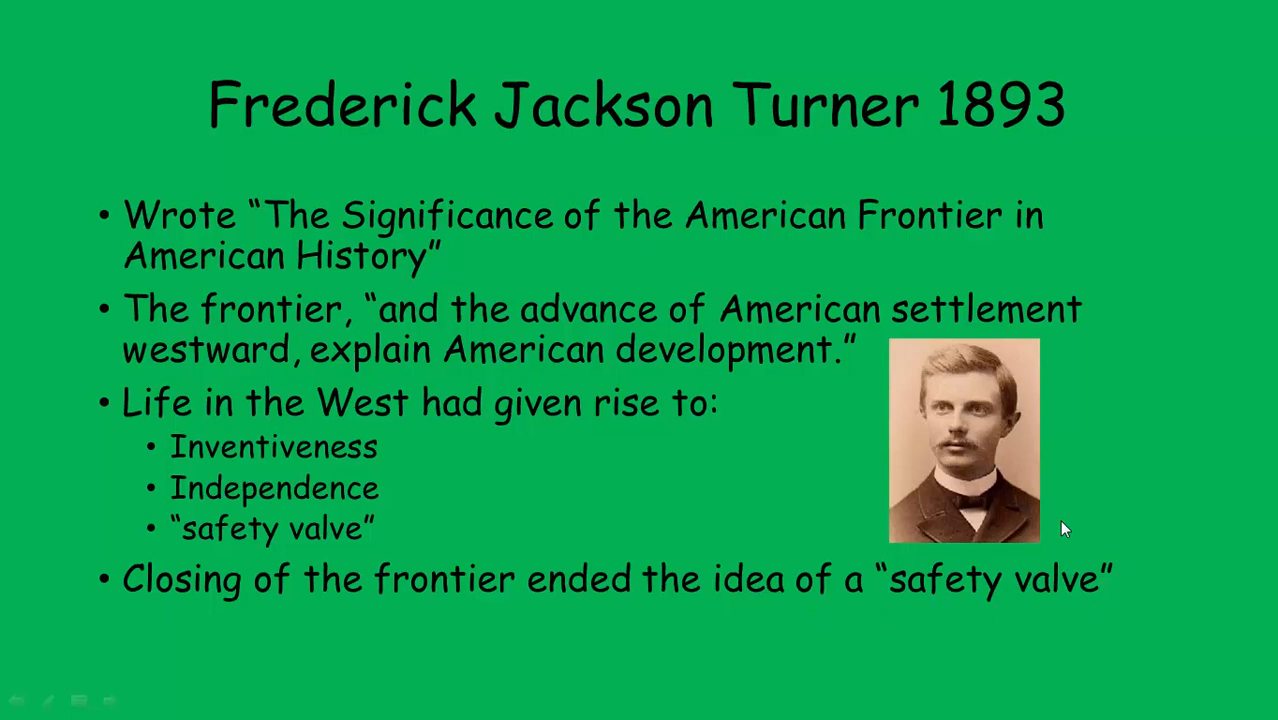 Frederick Jackson Turner 1893
• Wrote “The Significance of the American Frontier in
American History”
• The frontier, “and the advance of American settlement
westward, explain American development.”
• Life in the West had given rise to:
• Inventiveness
• Independence
• “safety valve”
• Closing of the frontier ended the idea of a “safety valve”